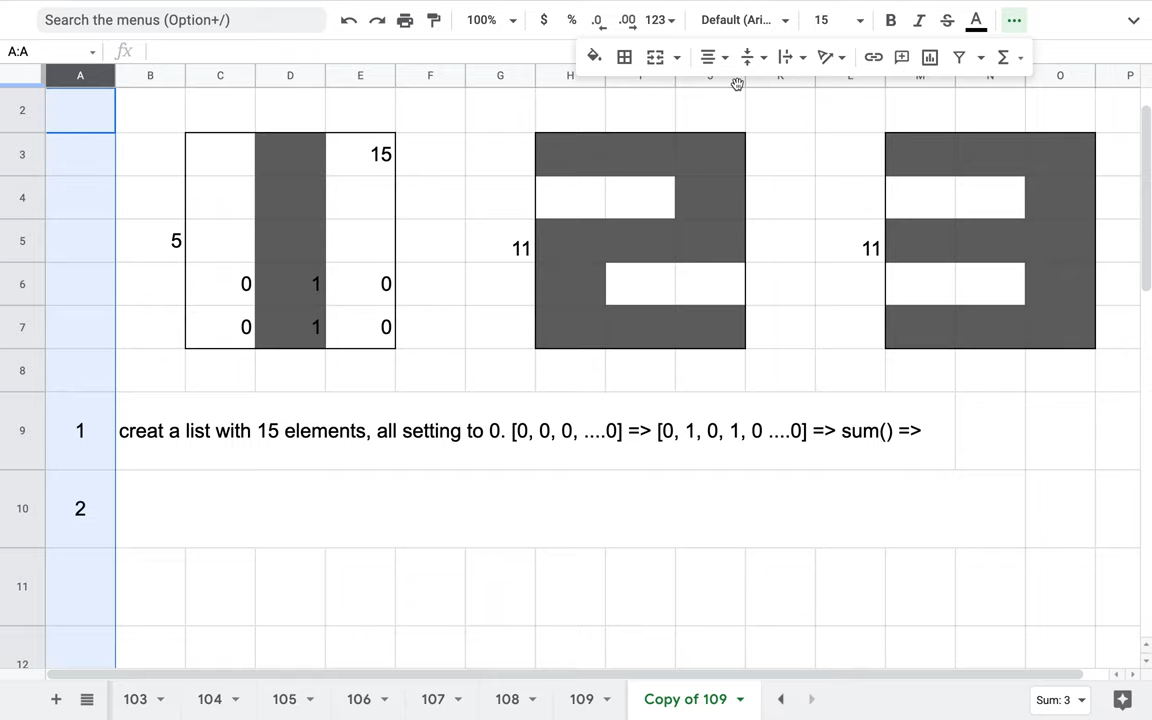 Search the menus (Option+/) 100% $ % .0 .00 123 Default (Ari... 15 B I S A
A:A fx
A B C D E F G H I J K L M N O P
2
3 15
4
5 5 11 11
6 0 1 0
7 0 1 0
8
9 1 creat a list with 15 elements, all setting to 0. [0, 0, 0, ....0] => [0, 1, 0, 1, 0 ....0] => sum() =>
10 2
11
12
103 104 105 106 107 108 109 Copy of 109 Sum: 3